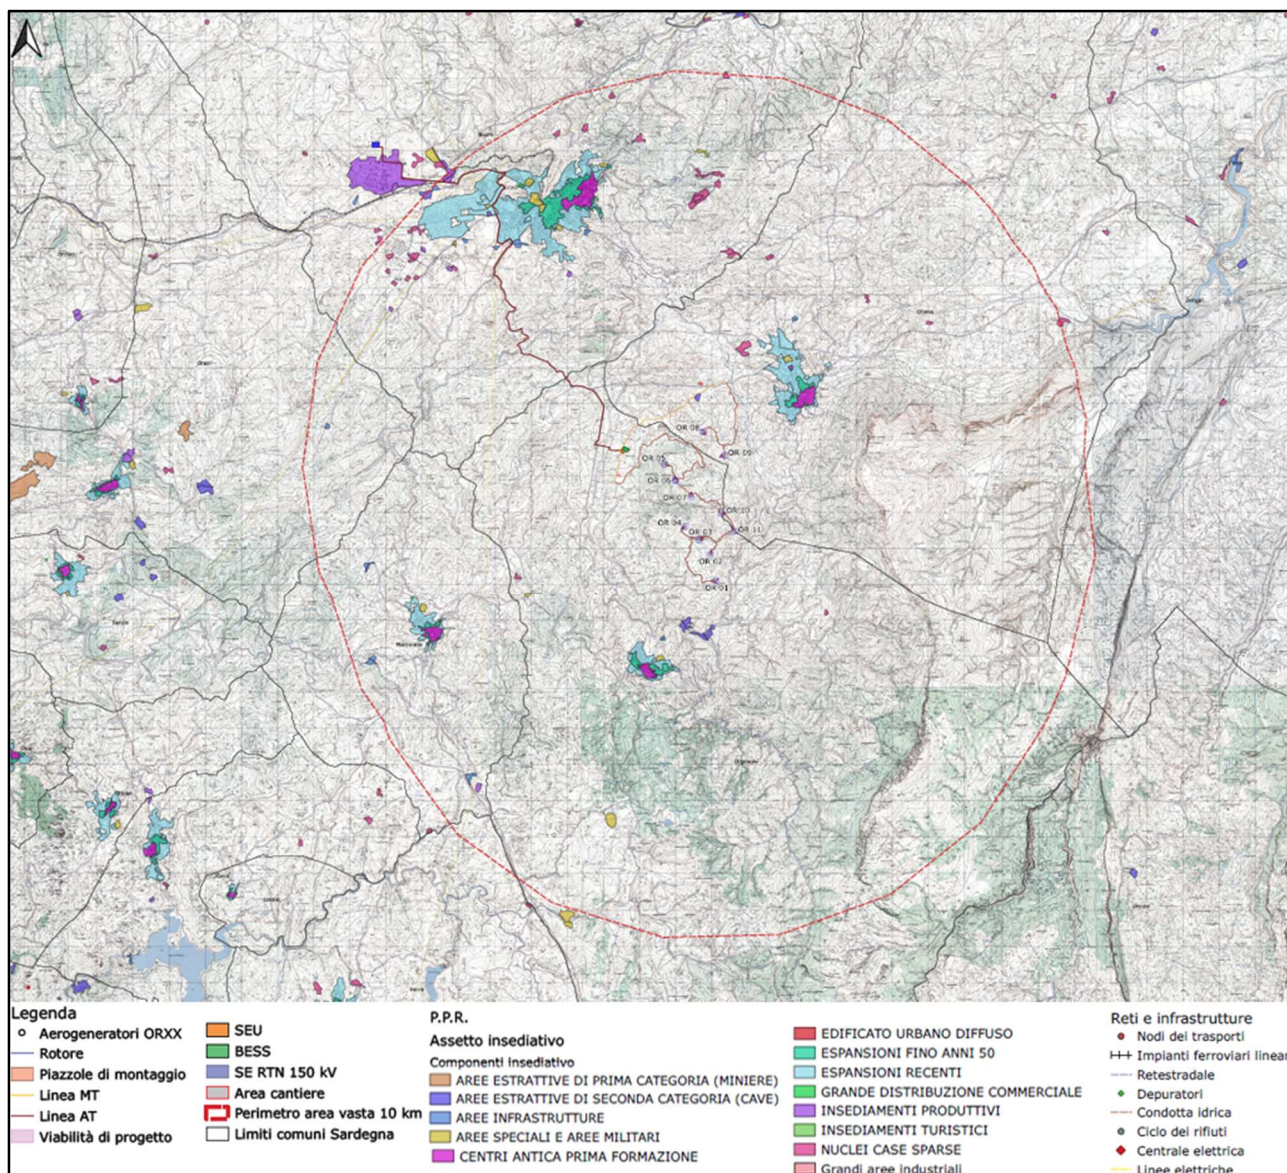 Nuoro
Oliena
Orani
Dorgali
OR 08
OR 09
OR 05
OR 06
OR 07
OR 10
OR 04
OR 03
OR 11
OR 02
OR 01
Mamoiada
Orgosolo
Legenda
Aerogeneratori ORXX
Rotore
Piazzole di montaggio
Linea MT
Linea AT
Viabilità di progetto
SEU
BESS
SE RTN 150 kV
Area cantiere
Perimetro area vasta 10 km
Limiti comuni Sardegna
P.P.R.
Assetto insediativo
Componenti insediativo
AREE ESTRATTIVE DI PRIMA CATEGORIA (MINIERE)
AREE ESTRATTIVE DI SECONDA CATEGORIA (CAVE)
AREE INFRASTRUTTURE
AREE SPECIALI E AREE MILITARI
CENTRI ANTICA PRIMA FORMAZIONE
EDIFICATO URBANO DIFFUSO
ESPANSIONI FINO ANNI 50
ESPANSIONI RECENTI
GRANDE DISTRIBUZIONE COMMERCIALE
INSEDIAMENTI PRODUTTIVI
INSEDIAMENTI TURISTICI
NUCLEI CASE SPARSE
Grandi aree industriali
Reti e infrastrutture
Nodi dei trasporti
Impianti ferroviari linear
Retestradale
Depuratori
Condotta idrica
Ciclo dei rifiuti
Centrale elettrica
Linee elettriche